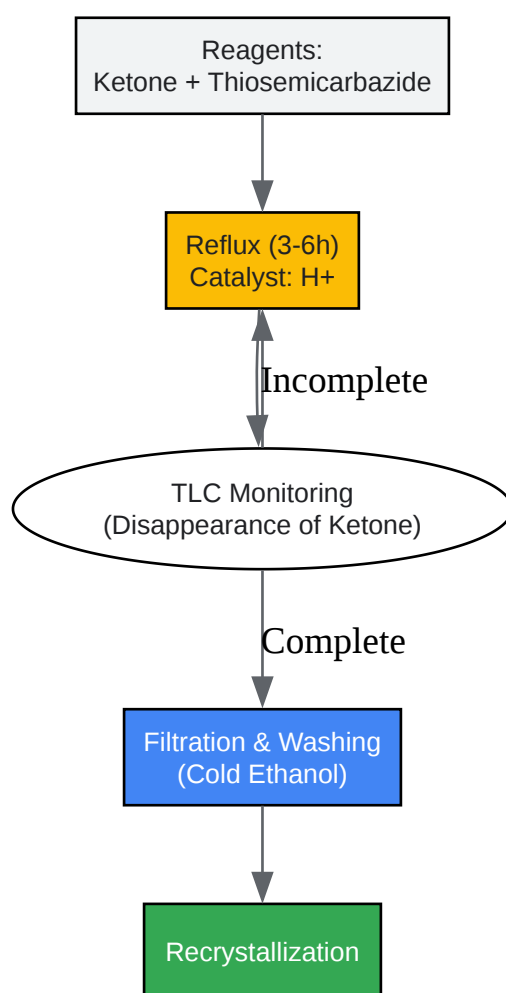 Reagents:
Ketone + Thiosemicarbazide
Reflux (3-6h)
Catalyst: H+
Incomplete
TLC Monitoring
(Disappearance of Ketone)
Complete
Filtration & Washing
(Cold Ethanol)
Recrystallization